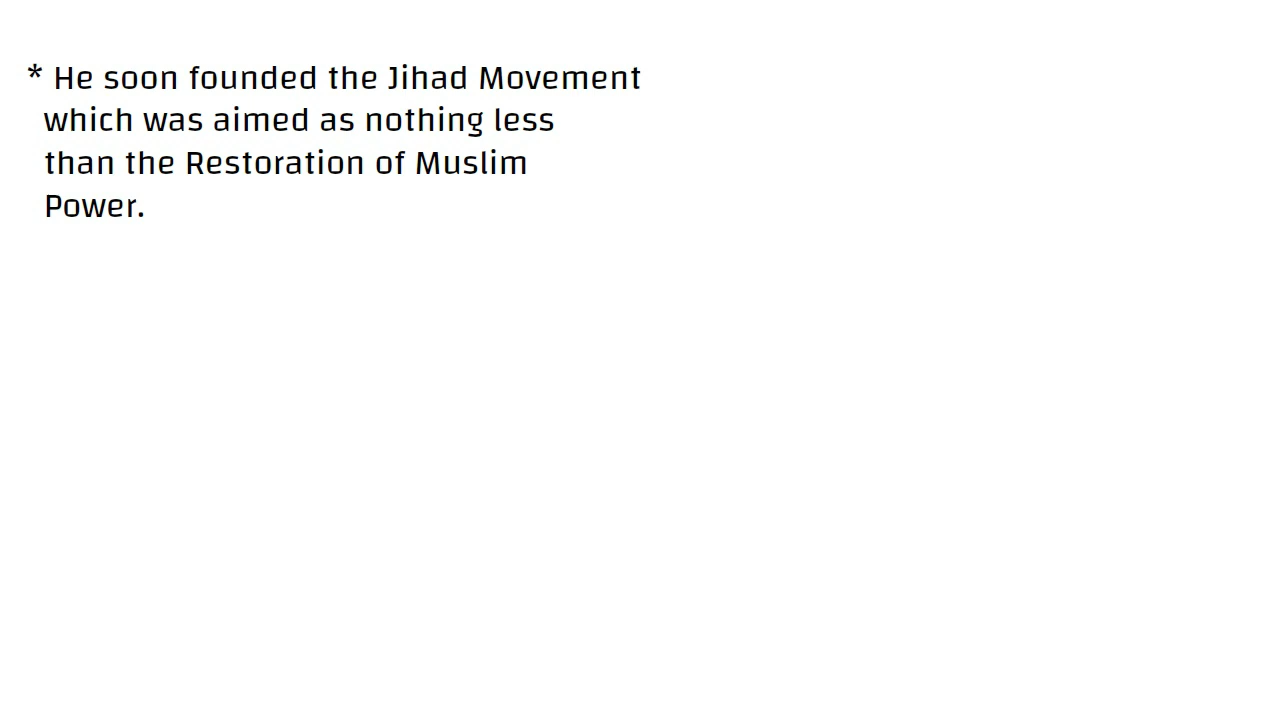 * He soon founded the Jihad Movement
which was aimed as nothing less
than the Restoration of Muslim
Power.